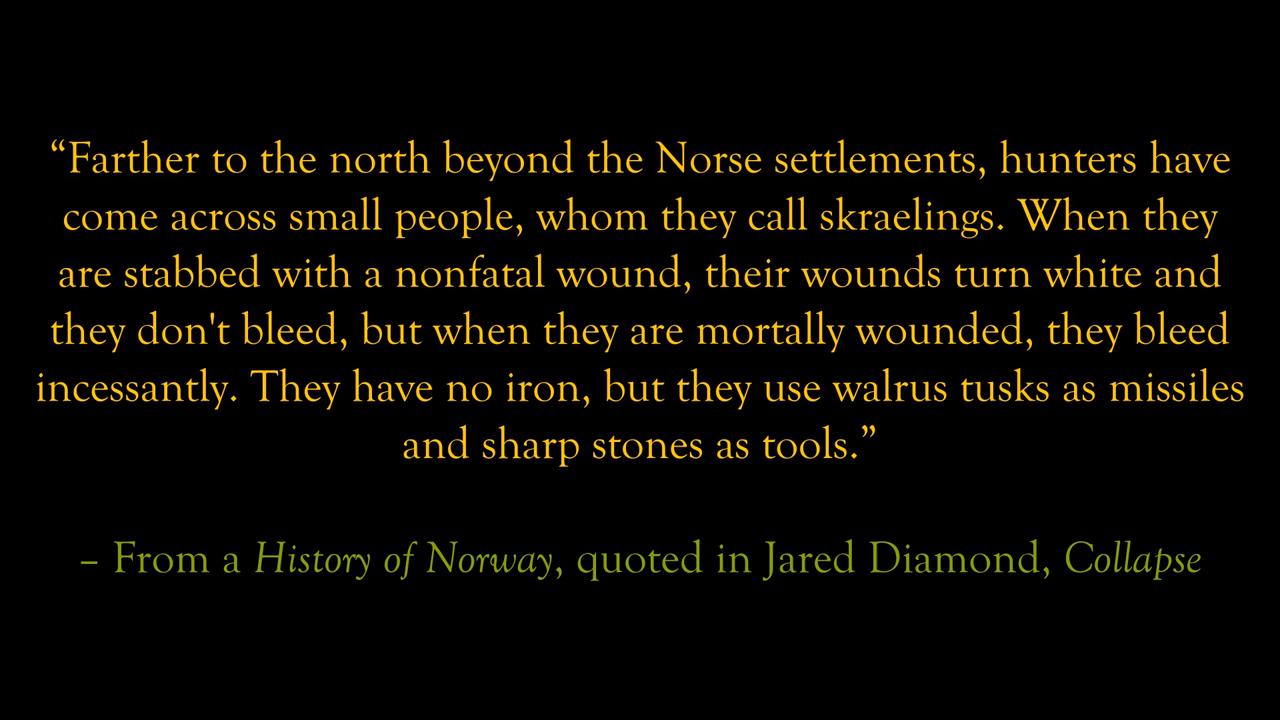 “Farther to the north beyond the Norse settlements, hunters have
come across small people, whom they call skraelings. When they
are stabbed with a nonfatal wound, their wounds turn white and
they don't bleed, but when they are mortally wounded, they bleed
incessantly. They have no iron, but they use walrus tusks as missiles
and sharp stones as tools.”
– From a History of Norway, quoted in Jared Diamond, Collapse